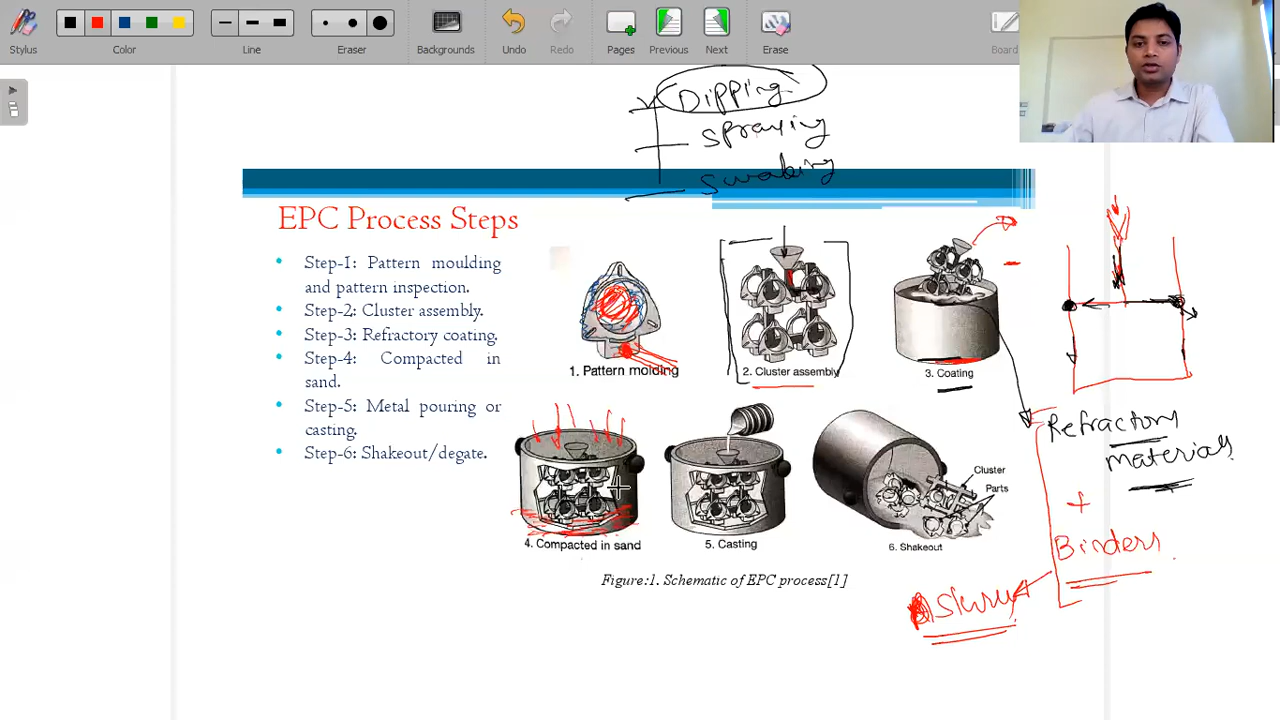 Stylus
Color
Line
Eraser
Backgrounds
Undo
Redo
Pages
Previous
Next
Erase
Board
Dipping
Spraying
Swabing
EPC Process Steps
• Step-1: Pattern moulding
and pattern inspection.
• Step-2: Cluster assembly.
• Step-3: Refractory coating.
• Step-4: Compacted in
sand.
• Step-5: Metal pouring or
casting.
• Step-6: Shakeout/degate.
1. Pattern molding
2. Cluster assembly
3. Coating
4. Compacted in sand
5. Casting
Cluster
Parts
6. Shakeout
Figure:1. Schematic of EPC process[1]
Refractory
materials
+
Binders
Slurry